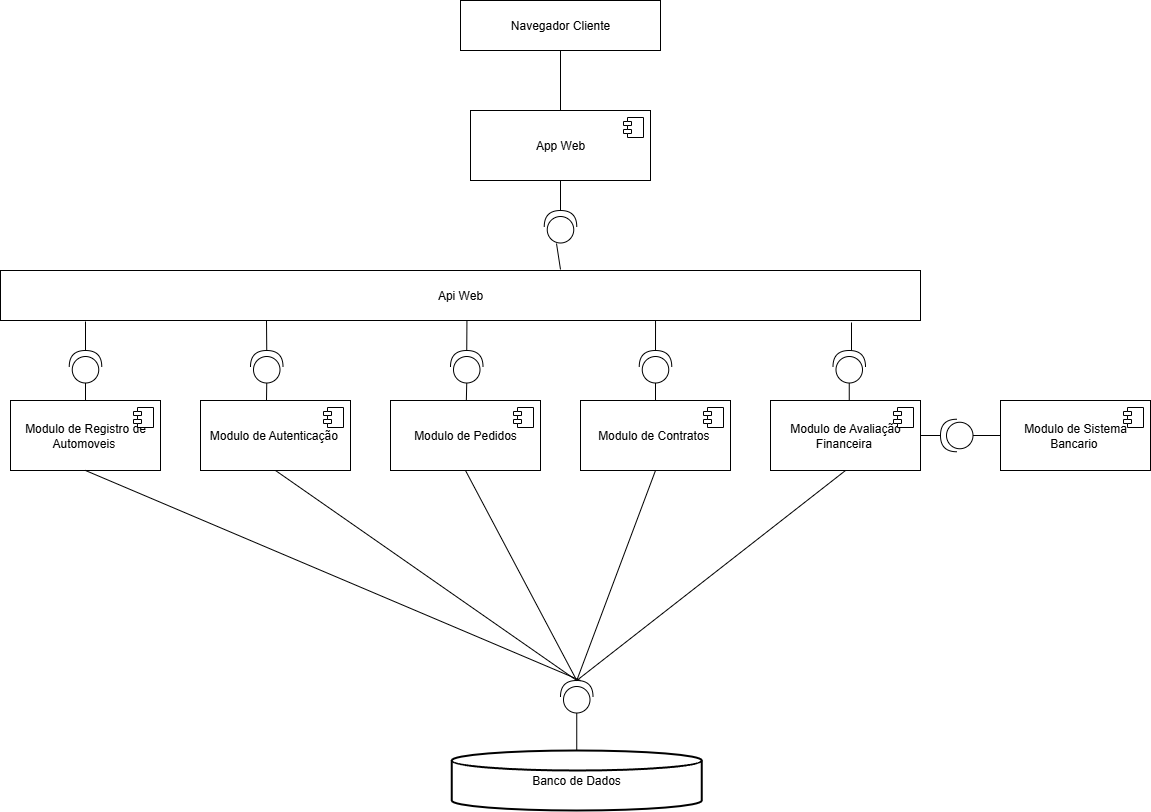 Navegador Cliente
App Web
Api Web
Modulo de Registro de
Automoveis
Modulo de Autenticação
Modulo de Pedidos
Modulo de Contratos
Modulo de Avaliação
Financeira
Modulo de Sistema
Bancario
Banco de Dados